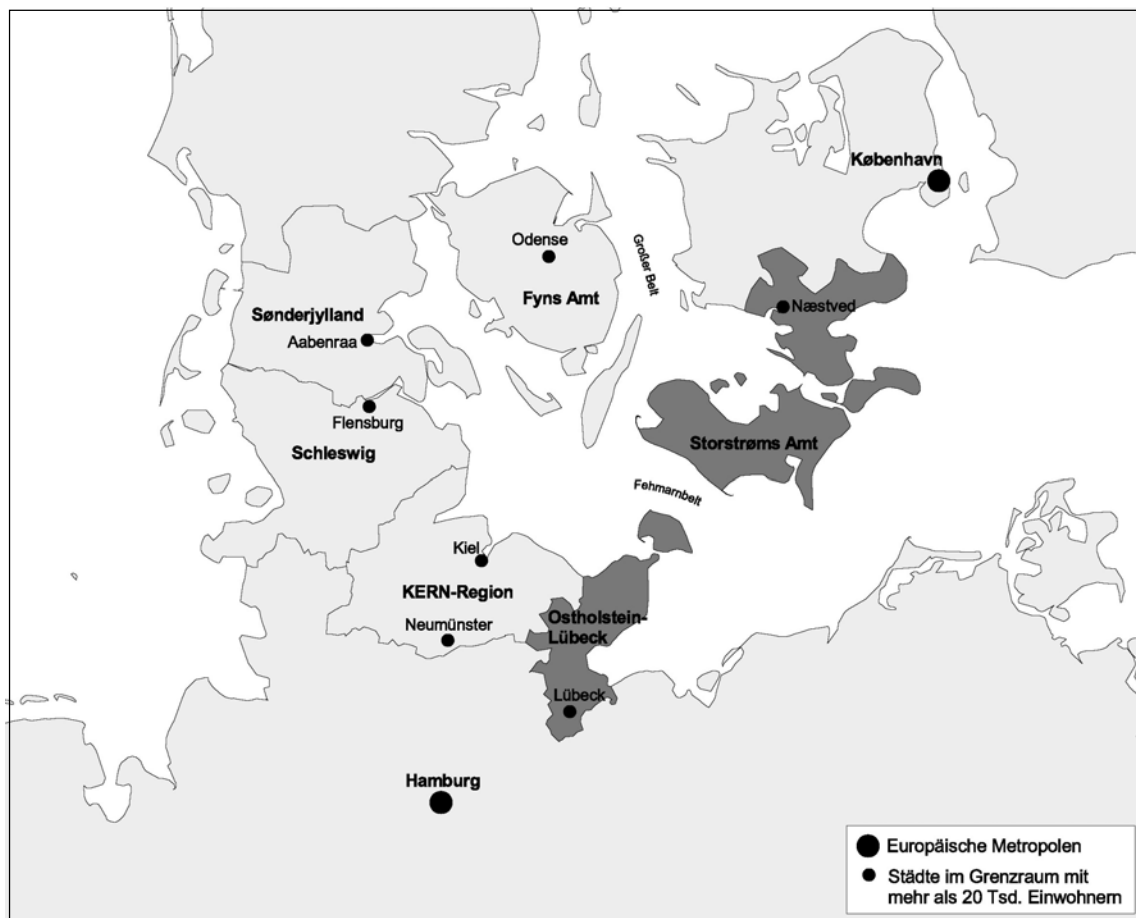 København
Odense
Großer Belt
Fyns Amt
Næstved
Sønderjylland
Aabenraa
Flensburg
Schleswig
Storstrøms Amt
Fehmarnbelt
Kiel
KERN-Region
Neumünster
Ostholstein-
Lübeck
Lübeck
Hamburg
Europäische Metropolen
Städte im Grenzraum mit
mehr als 20 Tsd. Einwohnern